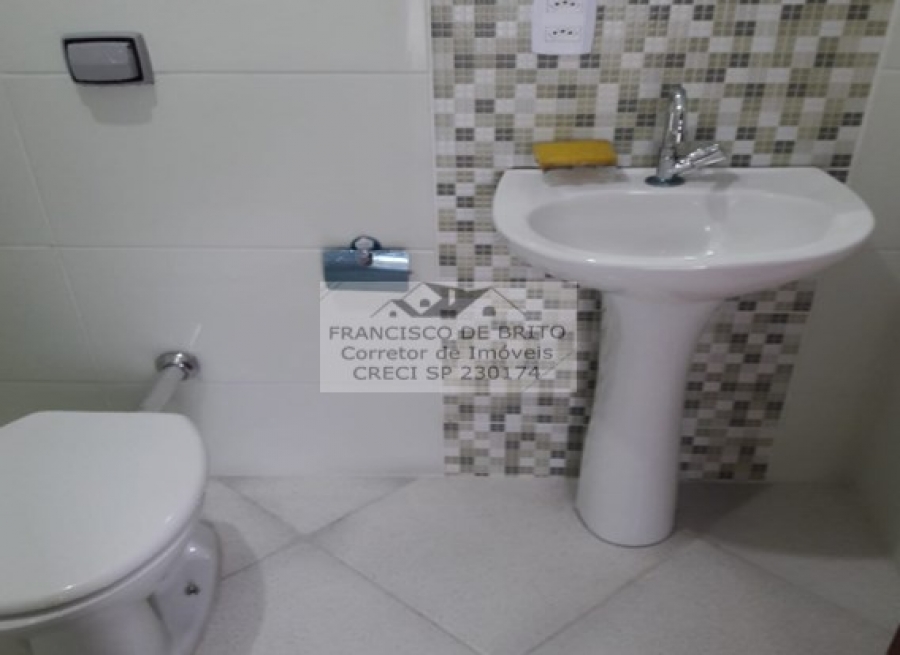 FRANCISCO DE BRITO
Corretor de Imóveis
CRECI SP 230174